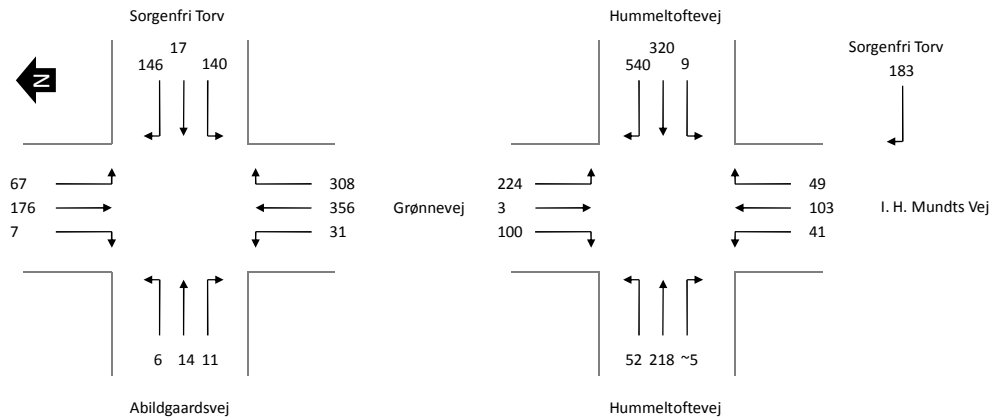 Sorgenfri Torv
17
146 140
N
67
176
7
308
356
31
6 14 11
Abildgaardsvej
Grønnevej
Hummeltoftevej
320
540 9
224
3
100
49
103
41
52 218 ~5
Hummeltoftevej
Sorgenfri Torv
183
I. H. Mundts Vej